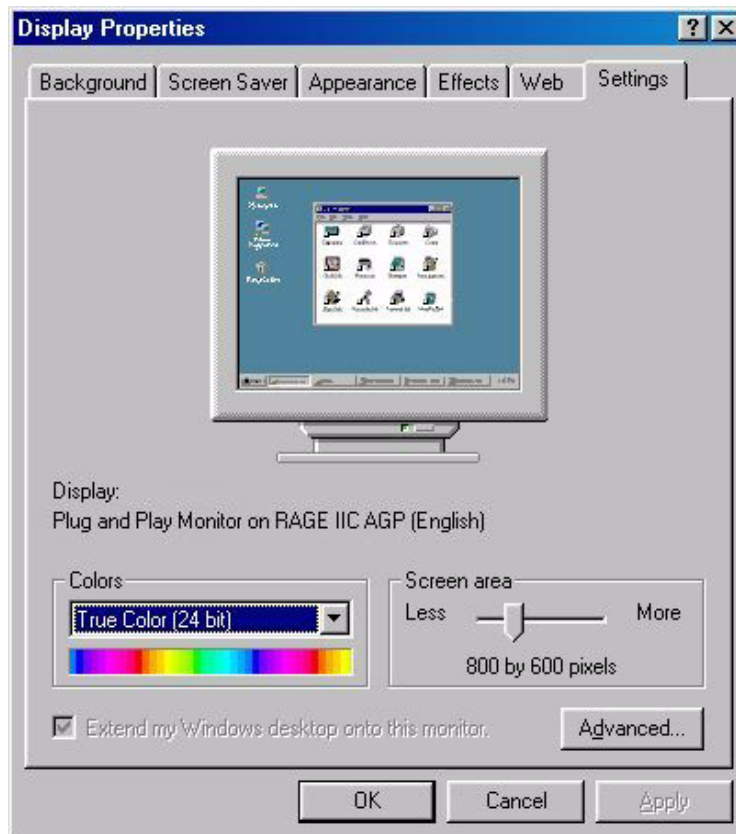 Display Properties
Background Screen Saver Appearance Effects Web Settings
Display:
Plug and Play Monitor on RAGE IIC AGP (English)
Colors
True Color (24 bit)
Screen area
Less More
800 by 600 pixels
Extend my Windows desktop onto this monitor.
Advanced...
OK Cancel Apply